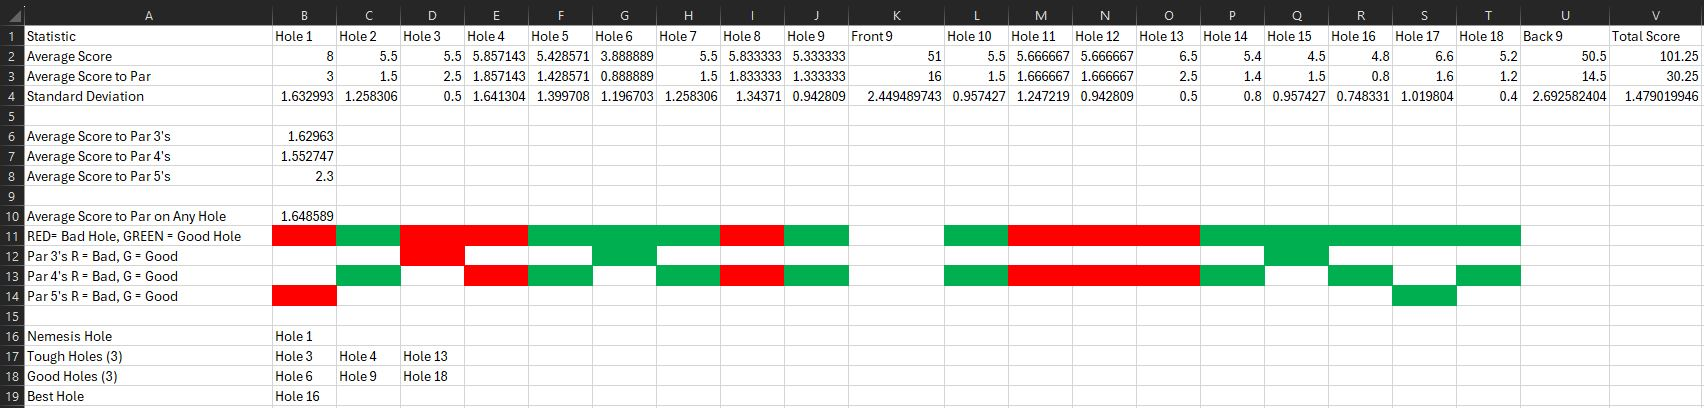 A B C D E F G H I J K L M N O P Q R S T U V
1 Statistic Hole 1 Hole 2 Hole 3 Hole 4 Hole 5 Hole 6 Hole 7 Hole 8 Hole 9 Front 9 Hole 10 Hole 11 Hole 12 Hole 13 Hole 14 Hole 15 Hole 16 Hole 17 Hole 18 Back 9 Total Score
2 Average Score 8 5.5 5.5 5.857143 5.428571 3.888889 5.5 5.833333 5.333333 51 5.5 5.666667 5.666667 6.5 5.4 4.5 4.8 6.6 5.2 50.5 101.25
3 Average Score to Par 3 1.5 2.5 1.857143 1.428571 0.888889 1.5 1.833333 1.333333 16 1.5 1.666667 1.666667 2.5 1.4 1.5 0.8 1.6 1.2 14.5 30.25
4 Standard Deviation 1.632993 1.258306 0.5 1.641304 1.399708 1.196703 1.258306 1.34371 0.942809 2.449489743 0.957427 1.247219 0.942809 0.5 0.8 0.957427 0.748331 1.019804 0.4 2.692582404 1.479019946
5
6 Average Score to Par 3's 1.62963
7 Average Score to Par 4's 1.552747
8 Average Score to Par 5's 2.3
9
10 Average Score to Par on Any Hole 1.648589
11 RED= Bad Hole, GREEN = Good Hole
12 Par 3's R = Bad, G = Good
13 Par 4's R = Bad, G = Good
14 Par 5's R = Bad, G = Good
15
16 Nemesis Hole Hole 1
17 Tough Holes (3) Hole 3 Hole 4 Hole 13
18 Good Holes (3) Hole 6 Hole 9 Hole 18
19 Best Hole Hole 16